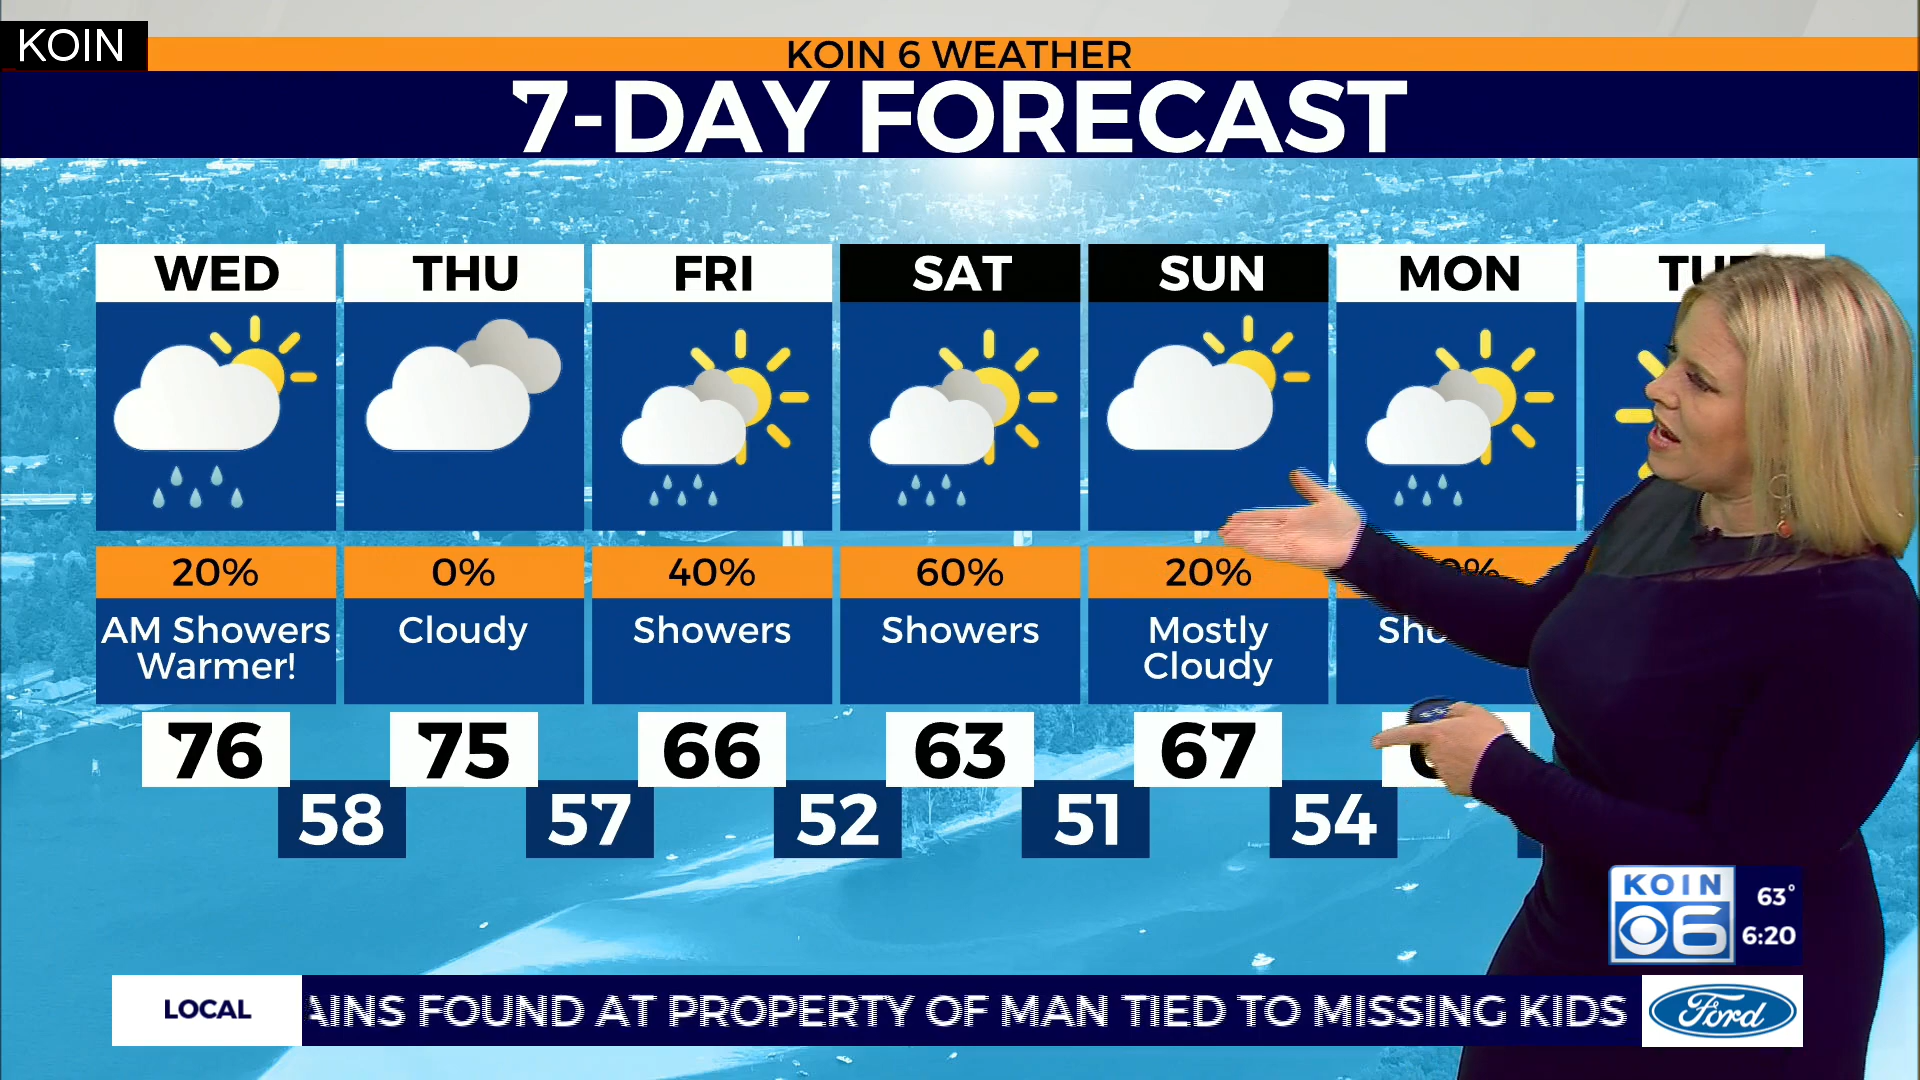 KOIN
KOIN 6 WEATHER
7-DAY FORECAST
WED
THU
FRI
SAT
SUN
MON
20%
0%
40%
60%
20%
AM Showers
Warmer!
Cloudy
Showers
Showers
Mostly
Cloudy
76
75
66
63
67
58
57
52
51
54
KOIN
6
63°
6:20
LOCAL
FOUND AT PROPERTY OF MAN TIED TO MISSING KIDS
Ford